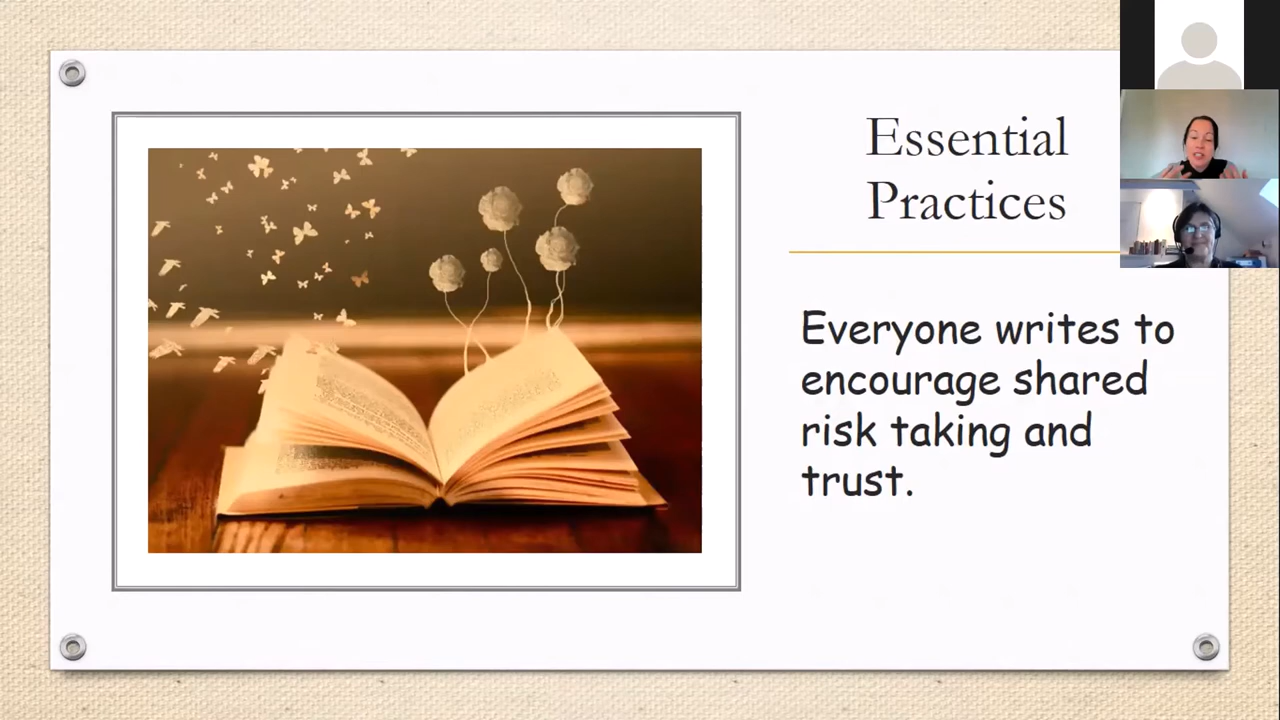 Essential
Practices
Everyone writes to
encourage shared
risk taking and
trust.